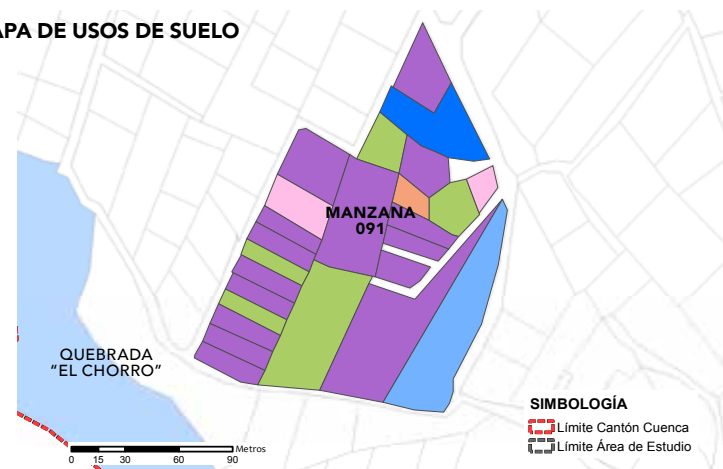 APA DE USOS DE SUELO
MANZANA
091
QUEBRADA
"EL CHORRO"
SIMBOLOGÍA
Límite Cantón Cuenca
Límite Área de Estudio
Metros
0 15 30 60 90